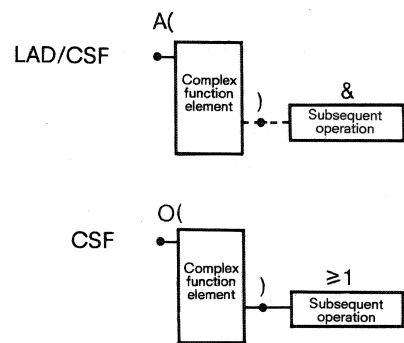 A(
LAD/CSF
Complex
function
element
)
&
Subsequent
operation
O(
CSF
Complex
function
element
)
≥1
Subsequent
operation